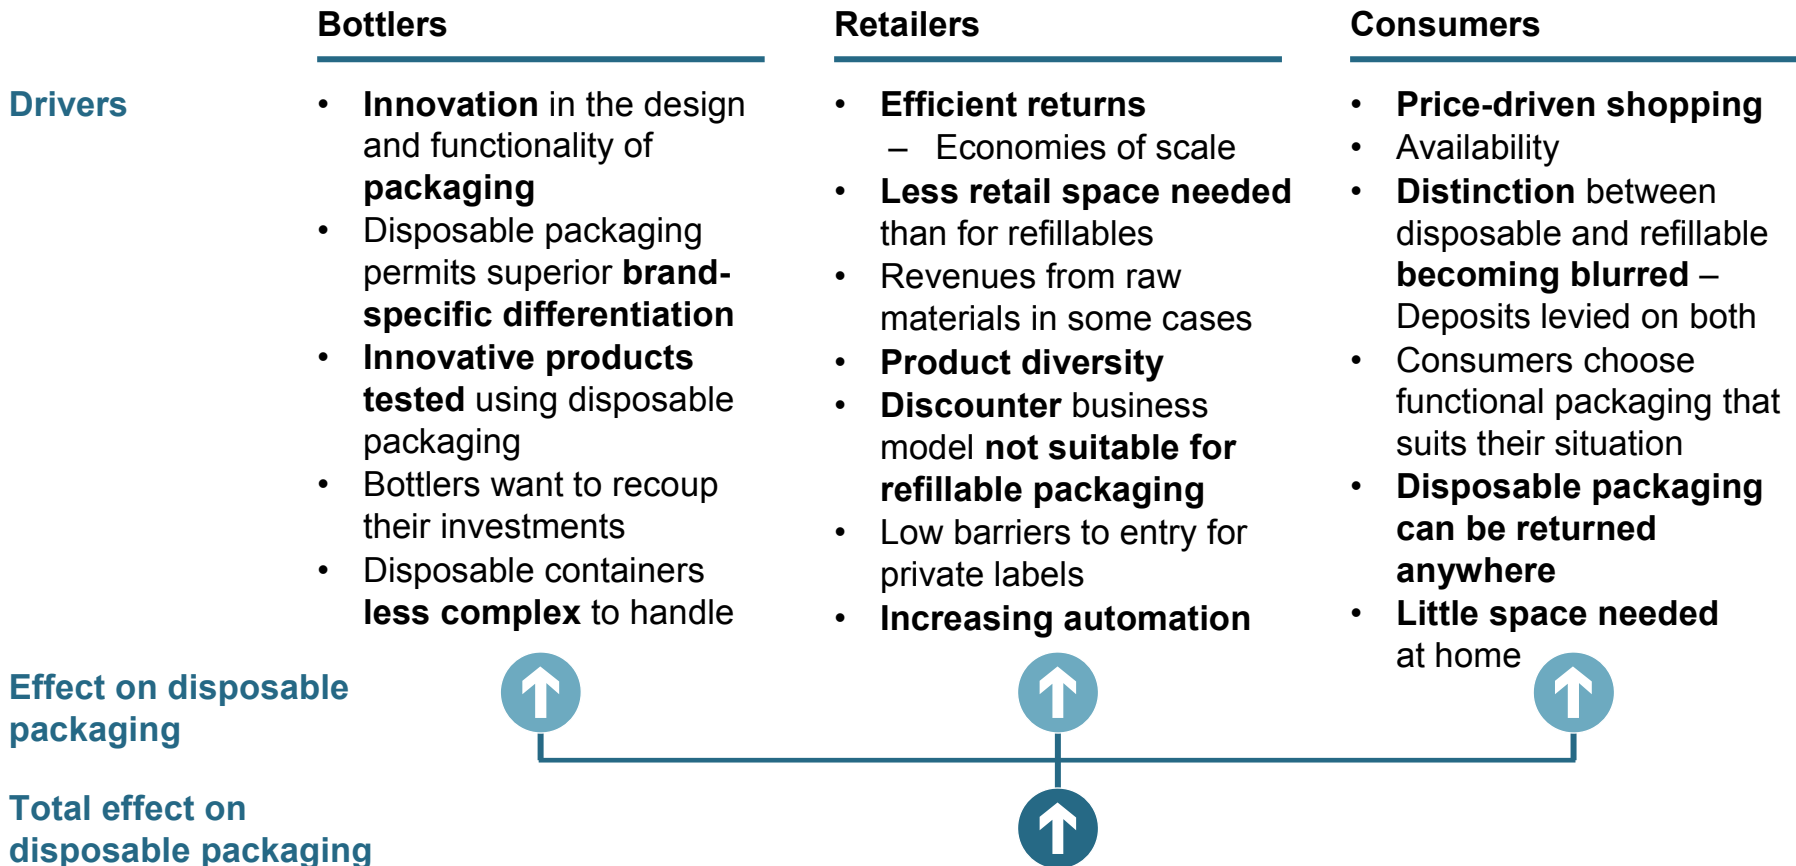 Bottlers
Retailers
Consumers
Drivers
• Innovation in the design
and functionality of
packaging
• Disposable packaging
permits superior brand-
specific differentiation
• Innovative products
tested using disposable
packaging
• Bottlers want to recoup
their investments
• Disposable containers
less complex to handle
• Efficient returns
– Economies of scale
• Less retail space needed
than for refillables
• Revenues from raw
materials in some cases
• Product diversity
• Discounter business
model not suitable for
refillable packaging
• Low barriers to entry for
private labels
• Increasing automation
• Price-driven shopping
• Availability
• Distinction between
disposable and refillable
becoming blurred –
Deposits levied on both
• Consumers choose
functional packaging that
suits their situation
• Disposable packaging
can be returned
anywhere
• Little space needed
at home
Effect on disposable
packaging
Total effect on
disposable packaging